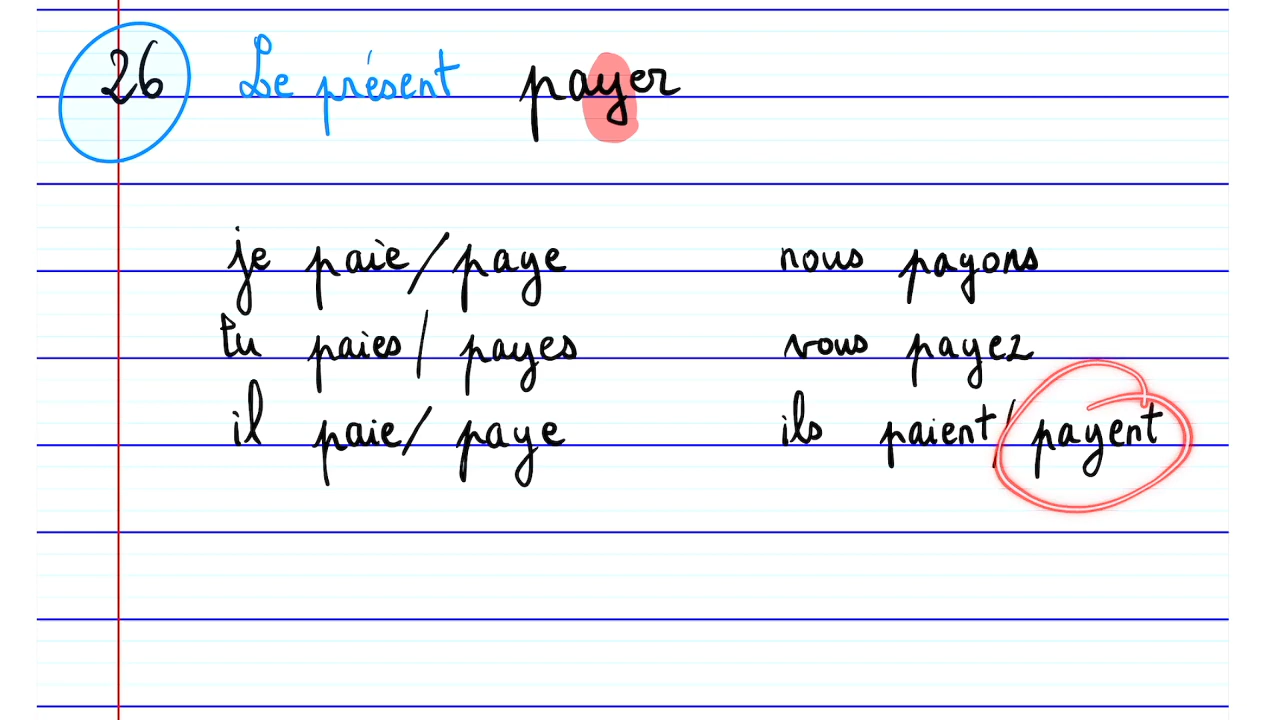 26 Le présent payer
je paie/paye nous payons
tu paies/payes vous payez
il paie/paye ils paient/payent